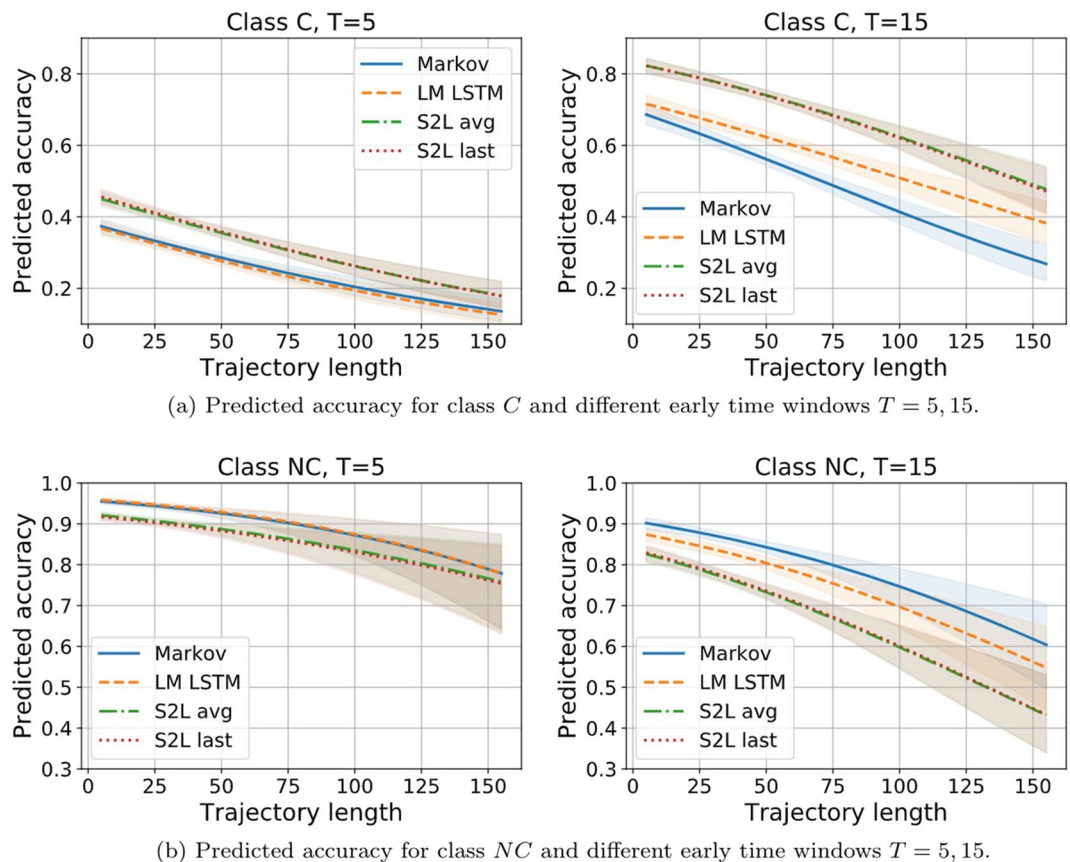 Class C, T=5
Predicted accuracy
0.8
0.6
0.4
0.2
Markov
LM LSTM
S2L avg
S2L last
0 25 50 75 100 125 150
Trajectory length
Class C, T=15
Predicted accuracy
0.8
0.6
0.4
0.2
Markov
LM LSTM
S2L avg
S2L last
0 25 50 75 100 125 150
Trajectory length
(a) Predicted accuracy for class C and different early time windows T = 5, 15.
Class NC, T=5
Predicted accuracy
1.0
0.9
0.8
0.7
0.6
0.5
0.4
0.3
Markov
LM LSTM
S2L avg
S2L last
0 25 50 75 100 125 150
Trajectory length
Class NC, T=15
Predicted accuracy
1.0
0.9
0.8
0.7
0.6
0.5
0.4
0.3
Markov
LM LSTM
S2L avg
S2L last
0 25 50 75 100 125 150
Trajectory length
(b) Predicted accuracy for class NC and different early time windows T = 5, 15.